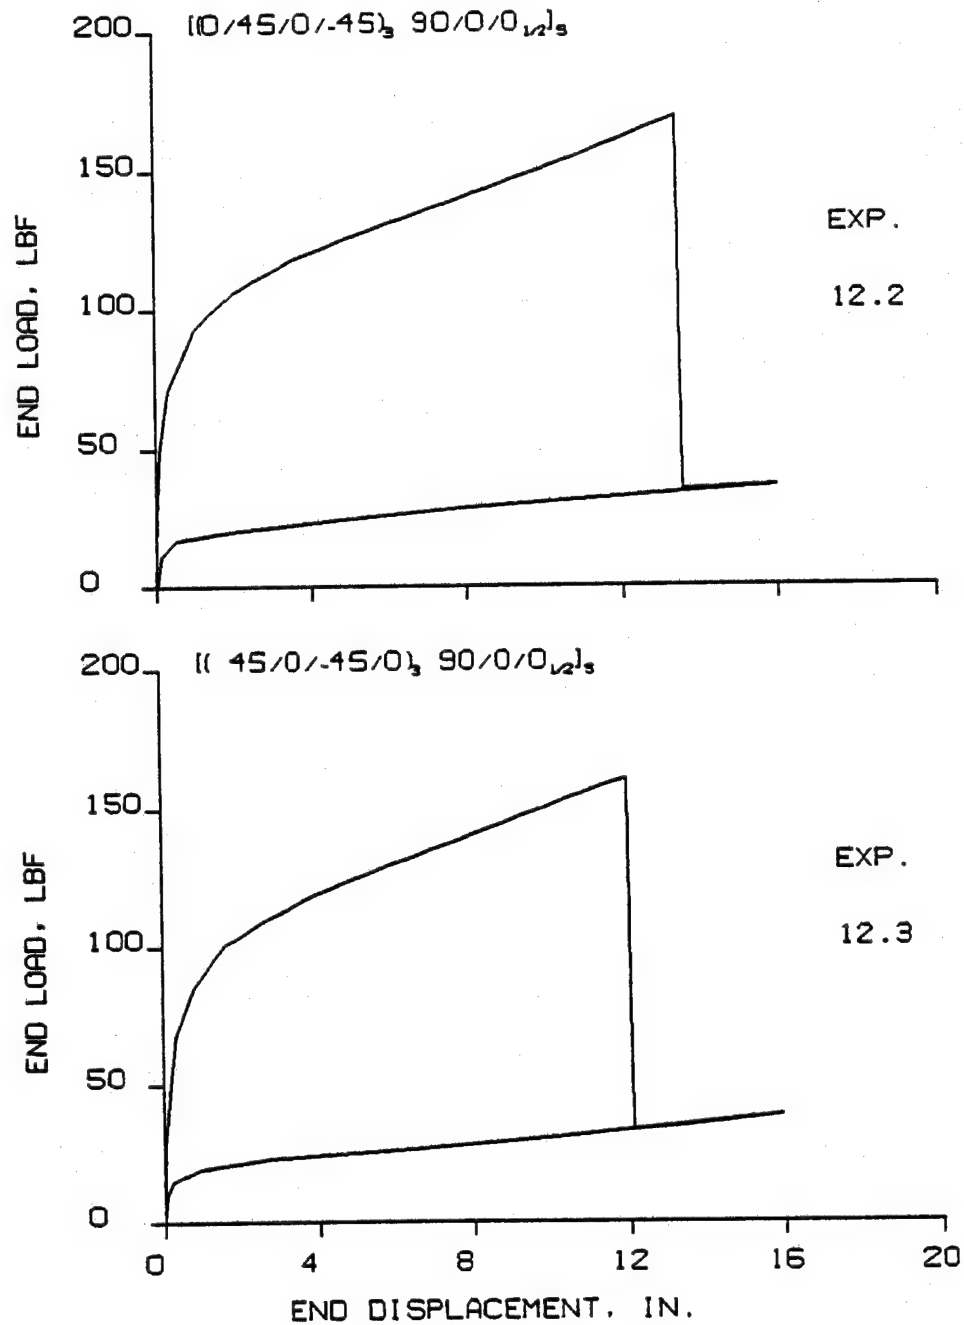 200
[(0/45/0/-45)₃ 90/0/0₁/₂]ₛ
150
100
50
0
END LOAD, LBF
EXP.
12.2
200
[( 45/0/-45/0)₃ 90/0/0₁/₂]ₛ
150
100
50
0
END LOAD, LBF
EXP.
12.3
0 4 8 12 16 20
END DISPLACEMENT, IN.